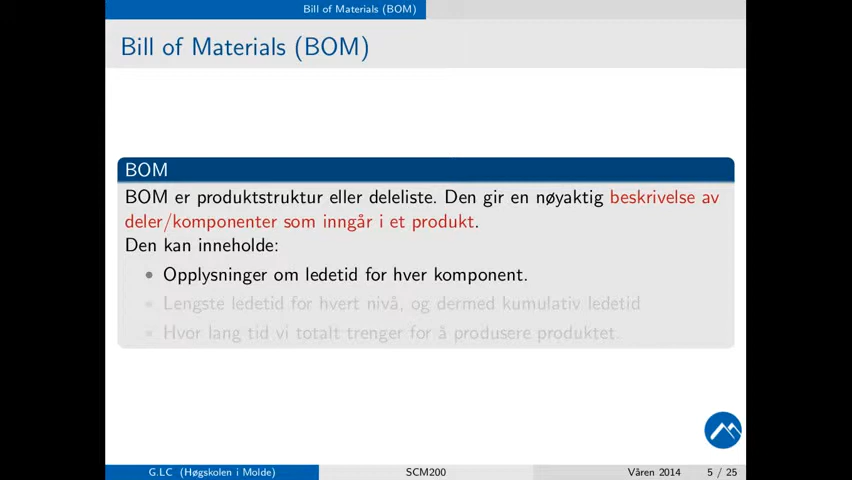 Bill of Materials (BOM)
Bill of Materials (BOM)
BOM
BOM er produktstruktur eller deleliste. Den gir en nøyaktig beskrivelse av
deler/komponenter som inngår i et produkt.
Den kan inneholde:
• Opplysninger om ledetid for hver komponent.
• Lengste ledetid for hvert nivå, og dermed kumulativ ledetid
• Hvor lang tid vi totalt trenger for å produsere produktet.
G.LC (Høgskolen i Molde) SCM200 Våren 2014 5 / 25